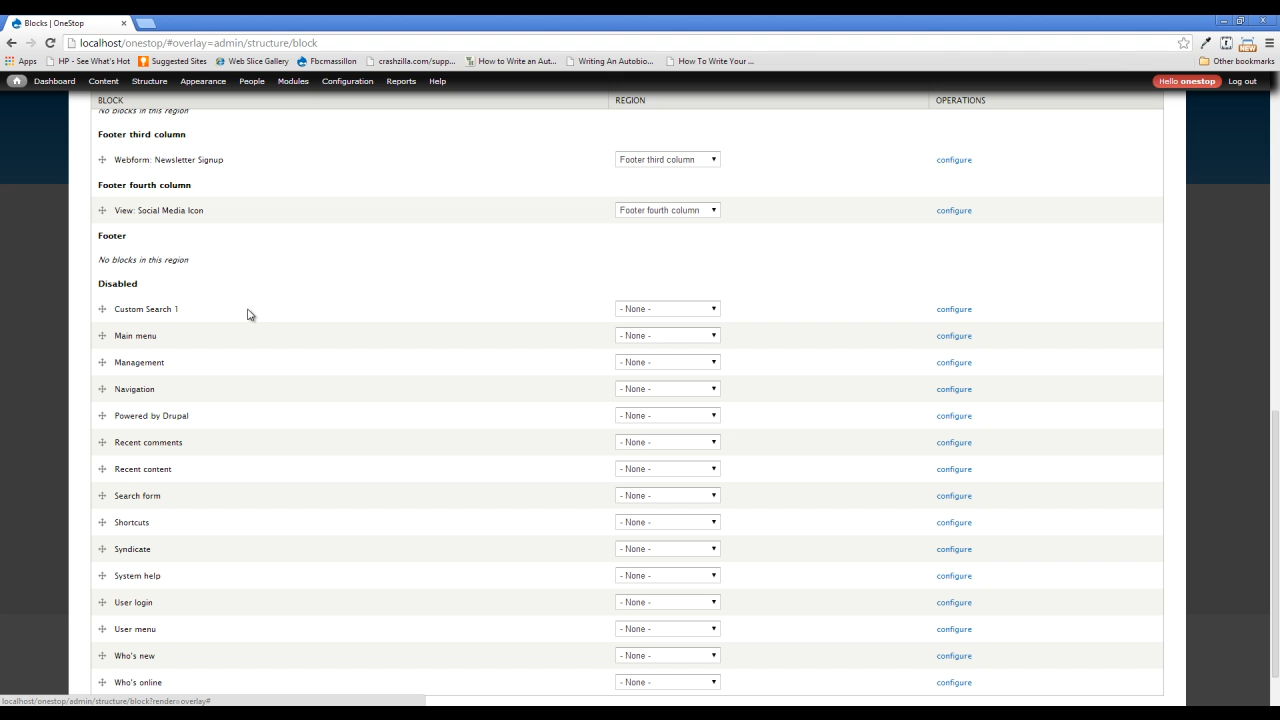 Blocks | OneStop
localhost/onestop/#overlay=admin/structure/block
Apps HP - See What's Hot Suggested Sites Web Slice Gallery Fbcmassillon crashzilla.com/supp... How to Write an Aut... Writing An Autobio... How To Write Your ... Other bookmarks
NEW
Dashboard Content Structure Appearance People Modules Configuration Reports Help Hello onestop Log out
BLOCK REGION OPERATIONS
No blocks in this region
Footer third column
Webform: Newsletter Signup Footer third column configure
Footer fourth column
View: Social Media Icon Footer fourth column configure
Footer
No blocks in this region
Disabled
Custom Search 1 - None - configure
Main menu - None - configure
Management - None - configure
Navigation - None - configure
Powered by Drupal - None - configure
Recent comments - None - configure
Recent content - None - configure
Search form - None - configure
Shortcuts - None - configure
Syndicate - None - configure
System help - None - configure
User login - None - configure
User menu - None - configure
Who's new - None - configure
Who's online - None - configure
localhost/onestop/admin/structure/block?render=overlay#